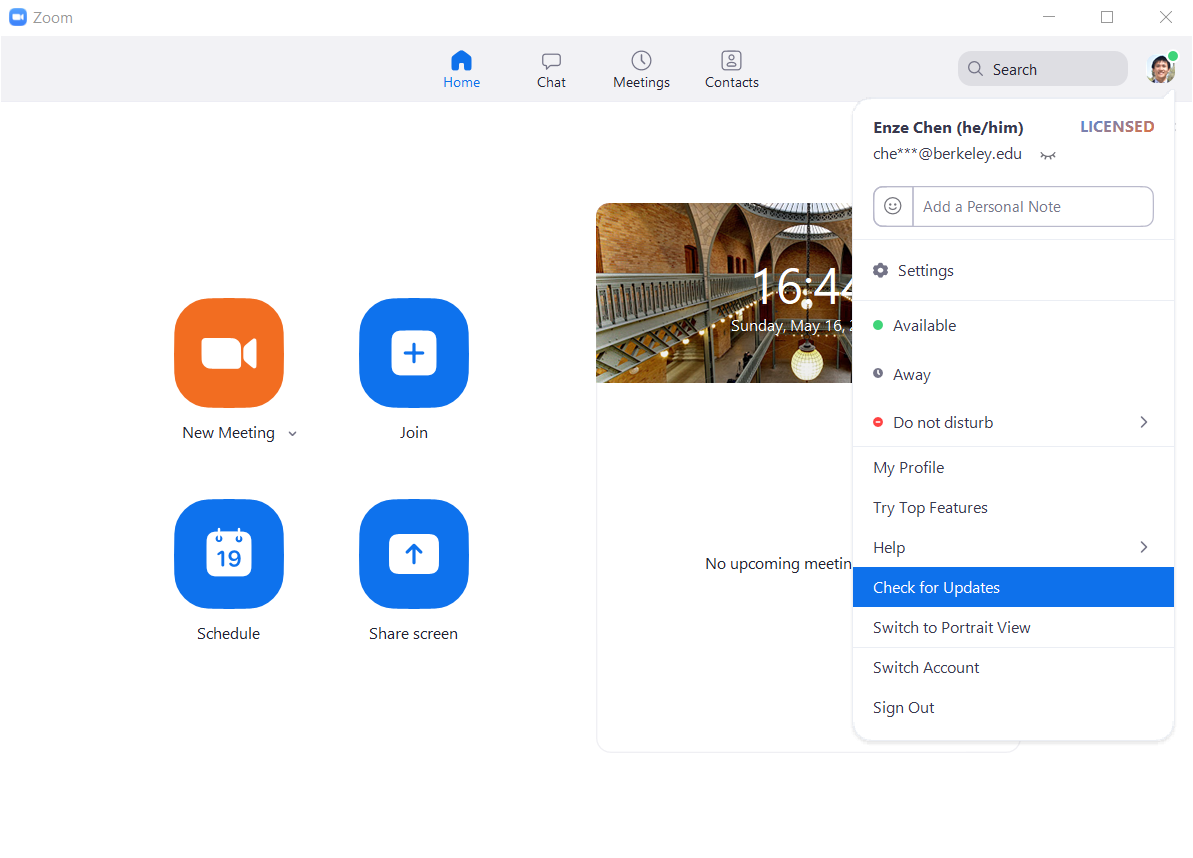 Zoom
Home
Chat
Meetings
Contacts
Search
Enze Chen (he/him)
LICENSED
che***@berkeley.edu
Add a Personal Note
Settings
Available
Away
Do not disturb
My Profile
Try Top Features
Help
Check for Updates
Switch to Portrait View
Switch Account
Sign Out
16:44
Sunday, May 16,
No upcoming meetin
New Meeting
Join
19
Schedule
Share screen